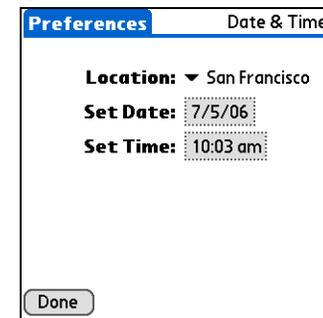 Preferences Date & Time
Location: San Francisco
Set Date: 7/5/06
Set Time: 10:03 am
Done